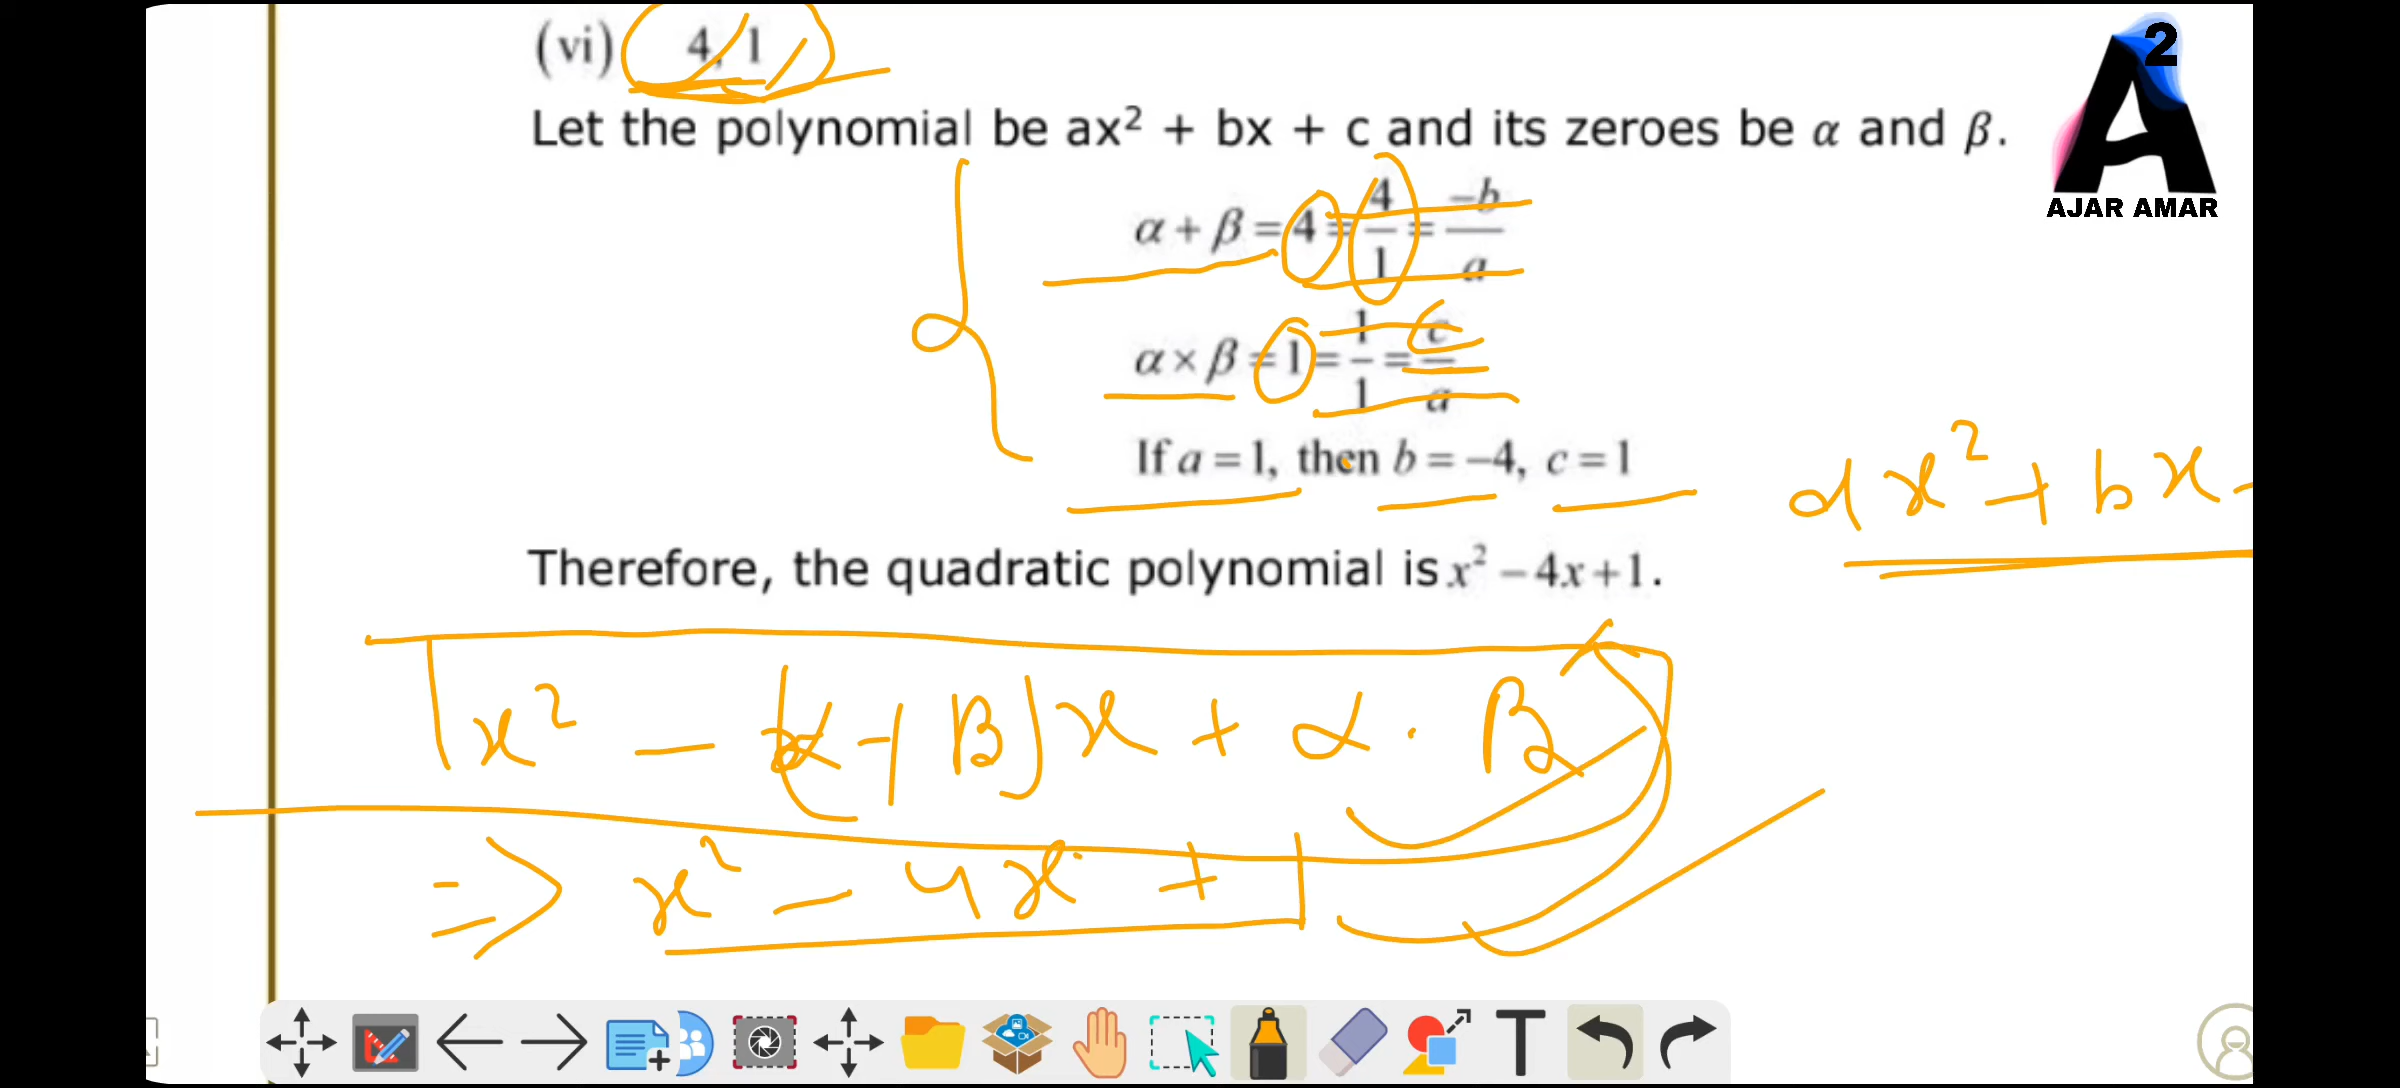 (vi) 4, 1
2
Let the polynomial be ax² + bx + c and its zeroes be α and β.
AJAR AMAR
α + β = 4 = 4/1 = -b/a
α × β = 1 = 1/1 = c/a
If a = 1, then b = -4, c = 1
ax² + bx -
Therefore, the quadratic polynomial is x² - 4x + 1.
x² - (α + β)x + α · β
=> x² - 4x + 1
T